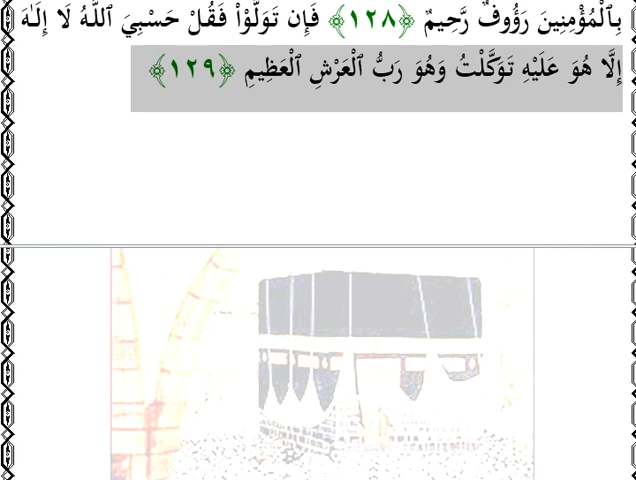 بِٱلْمُؤْمِنِينَ رَؤُوفٌ رَّحِيمٌ ﴿١٢٨﴾ فَإِن تَوَلَّوْاْ فَقُلْ حَسْبِيَ ٱللَّهُ لَا إِلَـٰهَ
إِلَّا هُوَ عَلَيْهِ تَوَكَّلْتُ وَهُوَ رَبُّ ٱلْعَرْشِ ٱلْعَظِيمِ ﴿١٢٩﴾